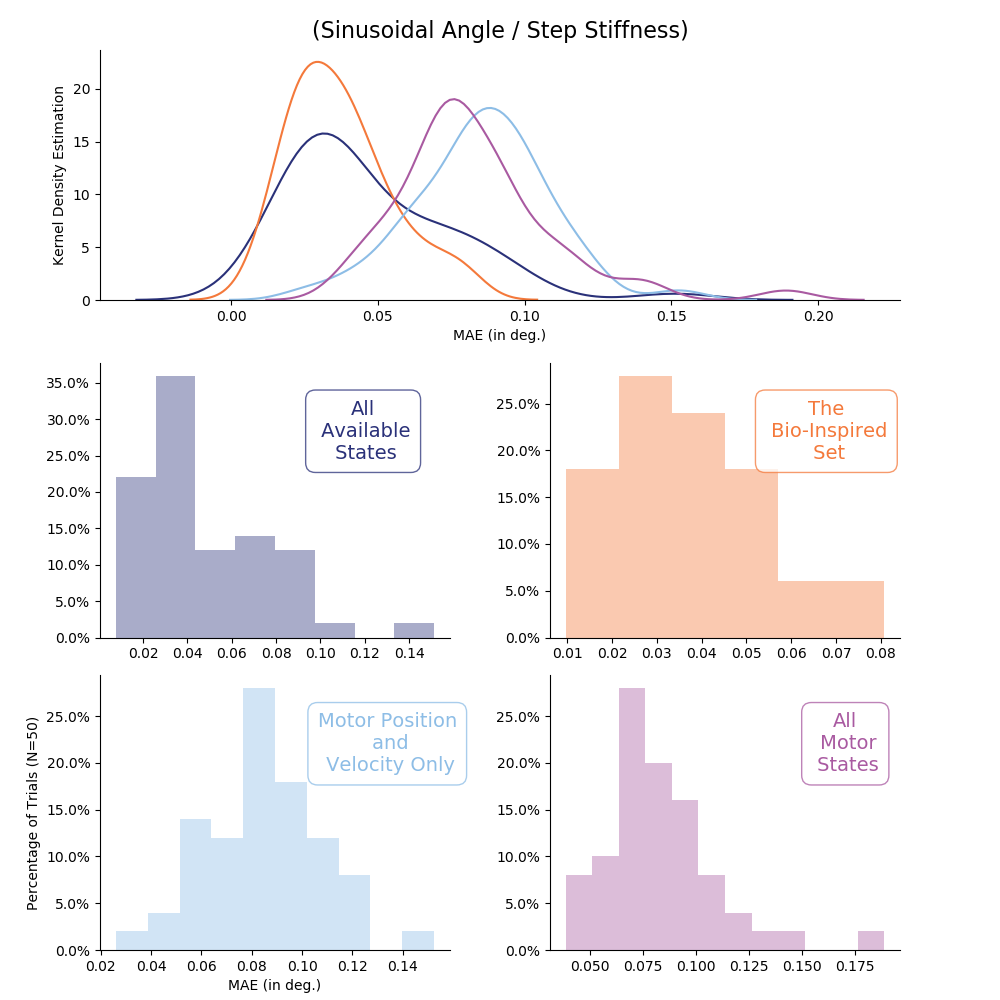 (Sinusoidal Angle / Step Stiffness)
Kernel Density Estimation
20
15
10
5
0
0.00 0.05 0.10 0.15 0.20
MAE (in deg.)
35.0%
30.0%
25.0%
20.0%
15.0%
10.0%
5.0%
0.0%
0.02 0.04 0.06 0.08 0.10 0.12 0.14
All
Available
States
25.0%
20.0%
15.0%
10.0%
5.0%
0.0%
0.01 0.02 0.03 0.04 0.05 0.06 0.07 0.08
The
Bio-Inspired
Set
Percentage of Trials (N=50)
25.0%
20.0%
15.0%
10.0%
5.0%
0.0%
0.02 0.04 0.06 0.08 0.10 0.12 0.14
MAE (in deg.)
Motor Position
and
Velocity Only
25.0%
20.0%
15.0%
10.0%
5.0%
0.0%
0.050 0.075 0.100 0.125 0.150 0.175
All
Motor
States